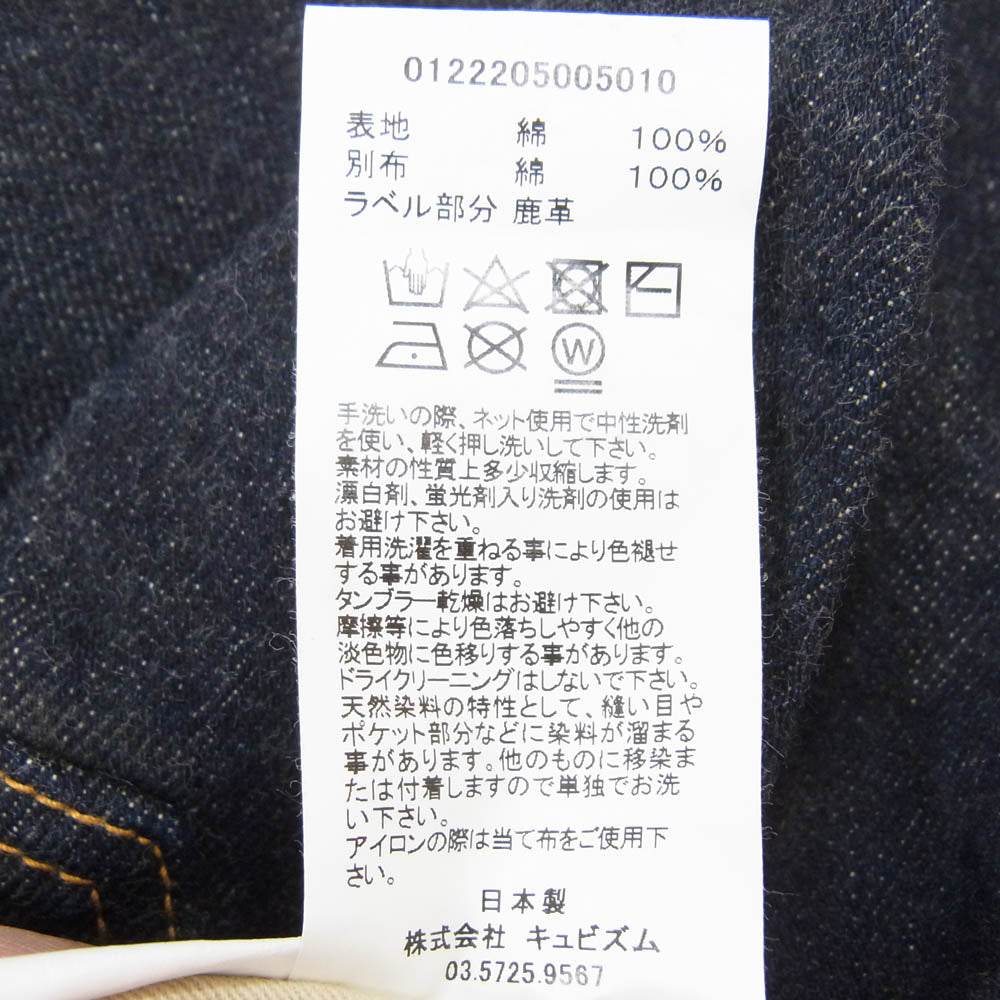 0122205005010
表地 綿 100%
別布 綿 100%
ラベル部分 鹿革
W
手洗いの際、ネット使用で中性洗剤
を使い、軽く押し洗いして下さい。
素材の性質上多少収縮します。
漂白剤、蛍光剤入り洗剤の使用は
お避け下さい。
着用洗濯を重ねる事により色褪せ
する事があります。
タンブラー乾燥はお避け下さい。
摩擦等により色落ちしやすく他の
淡色物に色移りする事があります。
ドライクリーニングはしないで下さい。
天然染料の特性として、縫い目や
ポケット部分などに染料が溜まる
事があります。他のものに移染ま
たは付着しますので単独でお洗
い下さい。
アイロンの際は当て布をご使用下
さい。
日本製
株式会社 キュビズム
03.5725.9567